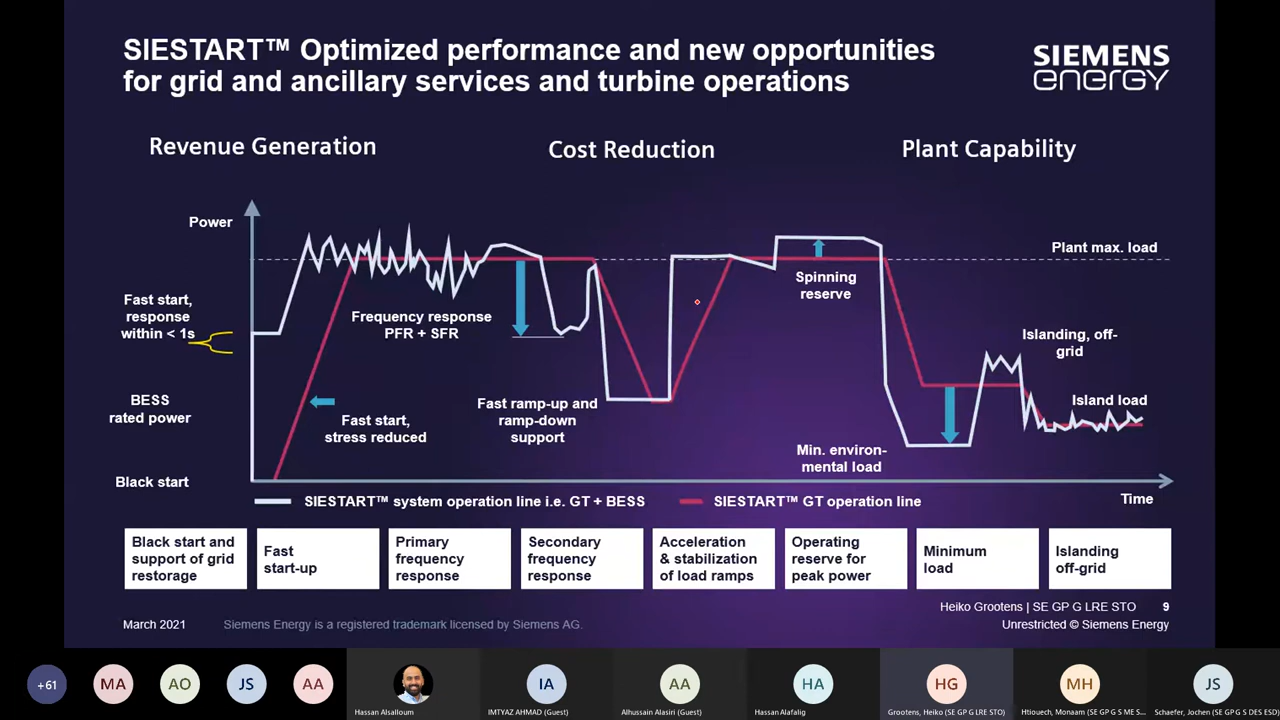 SIESTART™ Optimized performance and new opportunities
for grid and ancillary services and turbine operations
SIEMENS
energy
Revenue Generation
Cost Reduction
Plant Capability
Power
Plant max. load
Spinning
reserve
Fast start,
response
within < 1s
Frequency response
PFR + SFR
Islanding, off-
grid
BESS
rated power
Fast start,
stress reduced
Fast ramp-up and
ramp-down
support
Island load
Min. environ-
mental load
Black start
Time
SIESTART™ system operation line i.e. GT + BESS
SIESTART™ GT operation line
Black start and
support of grid
restorage
Fast
start-up
Primary
frequency
response
Secondary
frequency
response
Acceleration
& stabilization
of load ramps
Operating
reserve for
peak power
Minimum
load
Islanding
off-grid
Heiko Grootens | SE GP G LRE STO 9
March 2021
Siemens Energy is a registered trademark licensed by Siemens AG.
Unrestricted © Siemens Energy
+61
MA
AO
JS
AA
IA
AA
HA
HG
MH
JS
Hassan Alsalloum
IMTYAZ AHMAD (Guest)
Alhussain Alasiri (Guest)
Hassan Alafalig
Grootens, Heiko (SE GP G LRE STO)
Htiouech, Monaam (SE GP G S ME S...
Schaefer, Jochen (SE GP G S DES ESD)